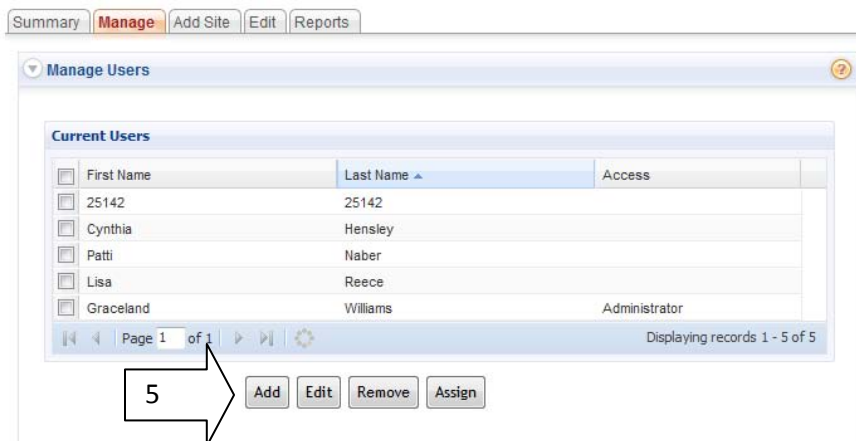 Summary Manage Add Site Edit Reports
Manage Users ?
Current Users
First Name Last Name Access
25142 25142
Cynthia Hensley
Patti Naber
Lisa Reece
Graceland Williams Administrator
Page 1 of 1 Displaying records 1 - 5 of 5
5 Add Edit Remove Assign